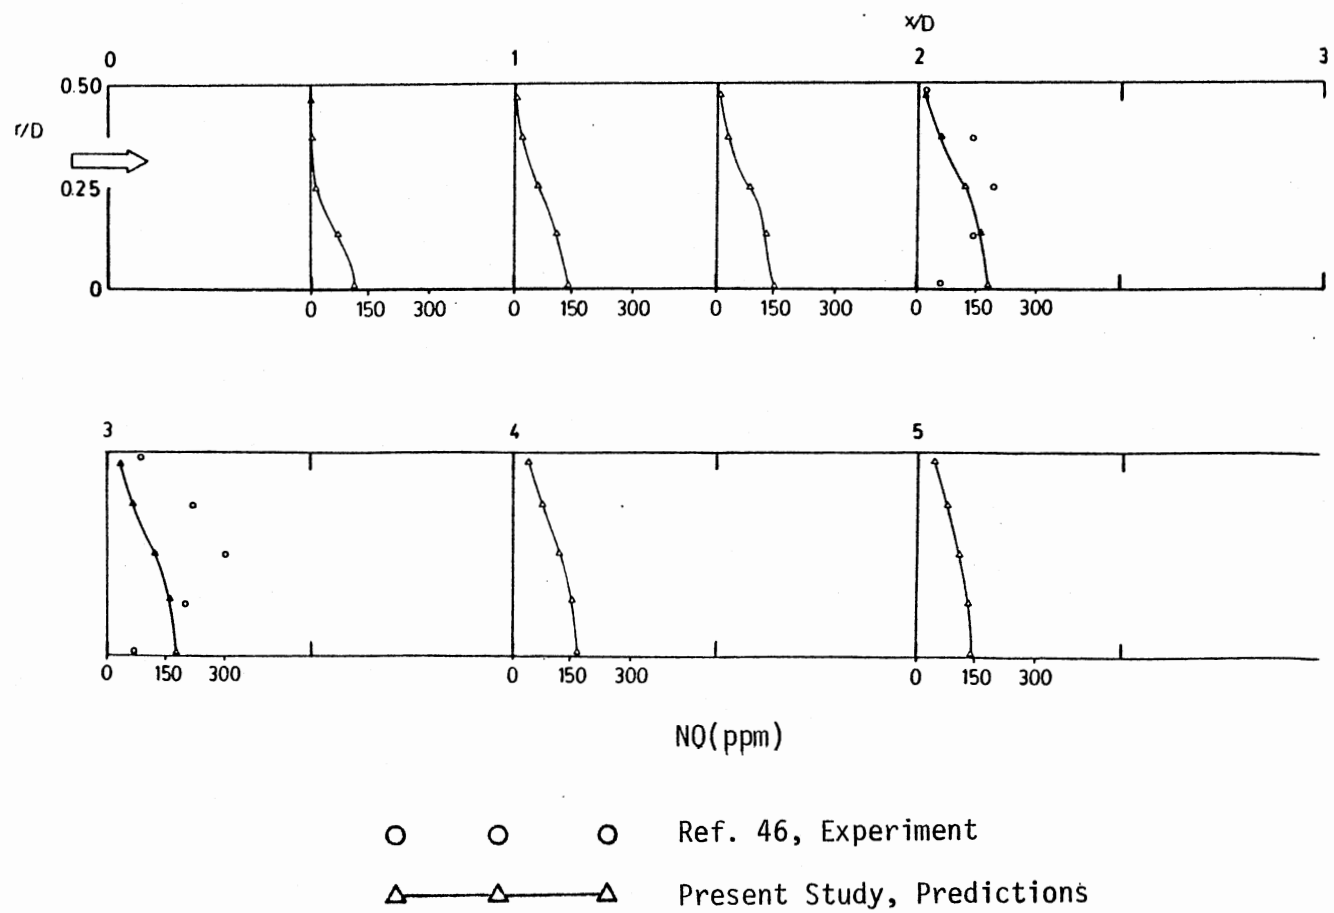 x/D
0 1 2 3
0.50
r/D
0.25
0
0 150 300 0 150 300 0 150 300 0 150 300
3 4 5
0 150 300 0 150 300 0 150 300
NO(ppm)
Ref. 46, Experiment
Present Study, Predictions